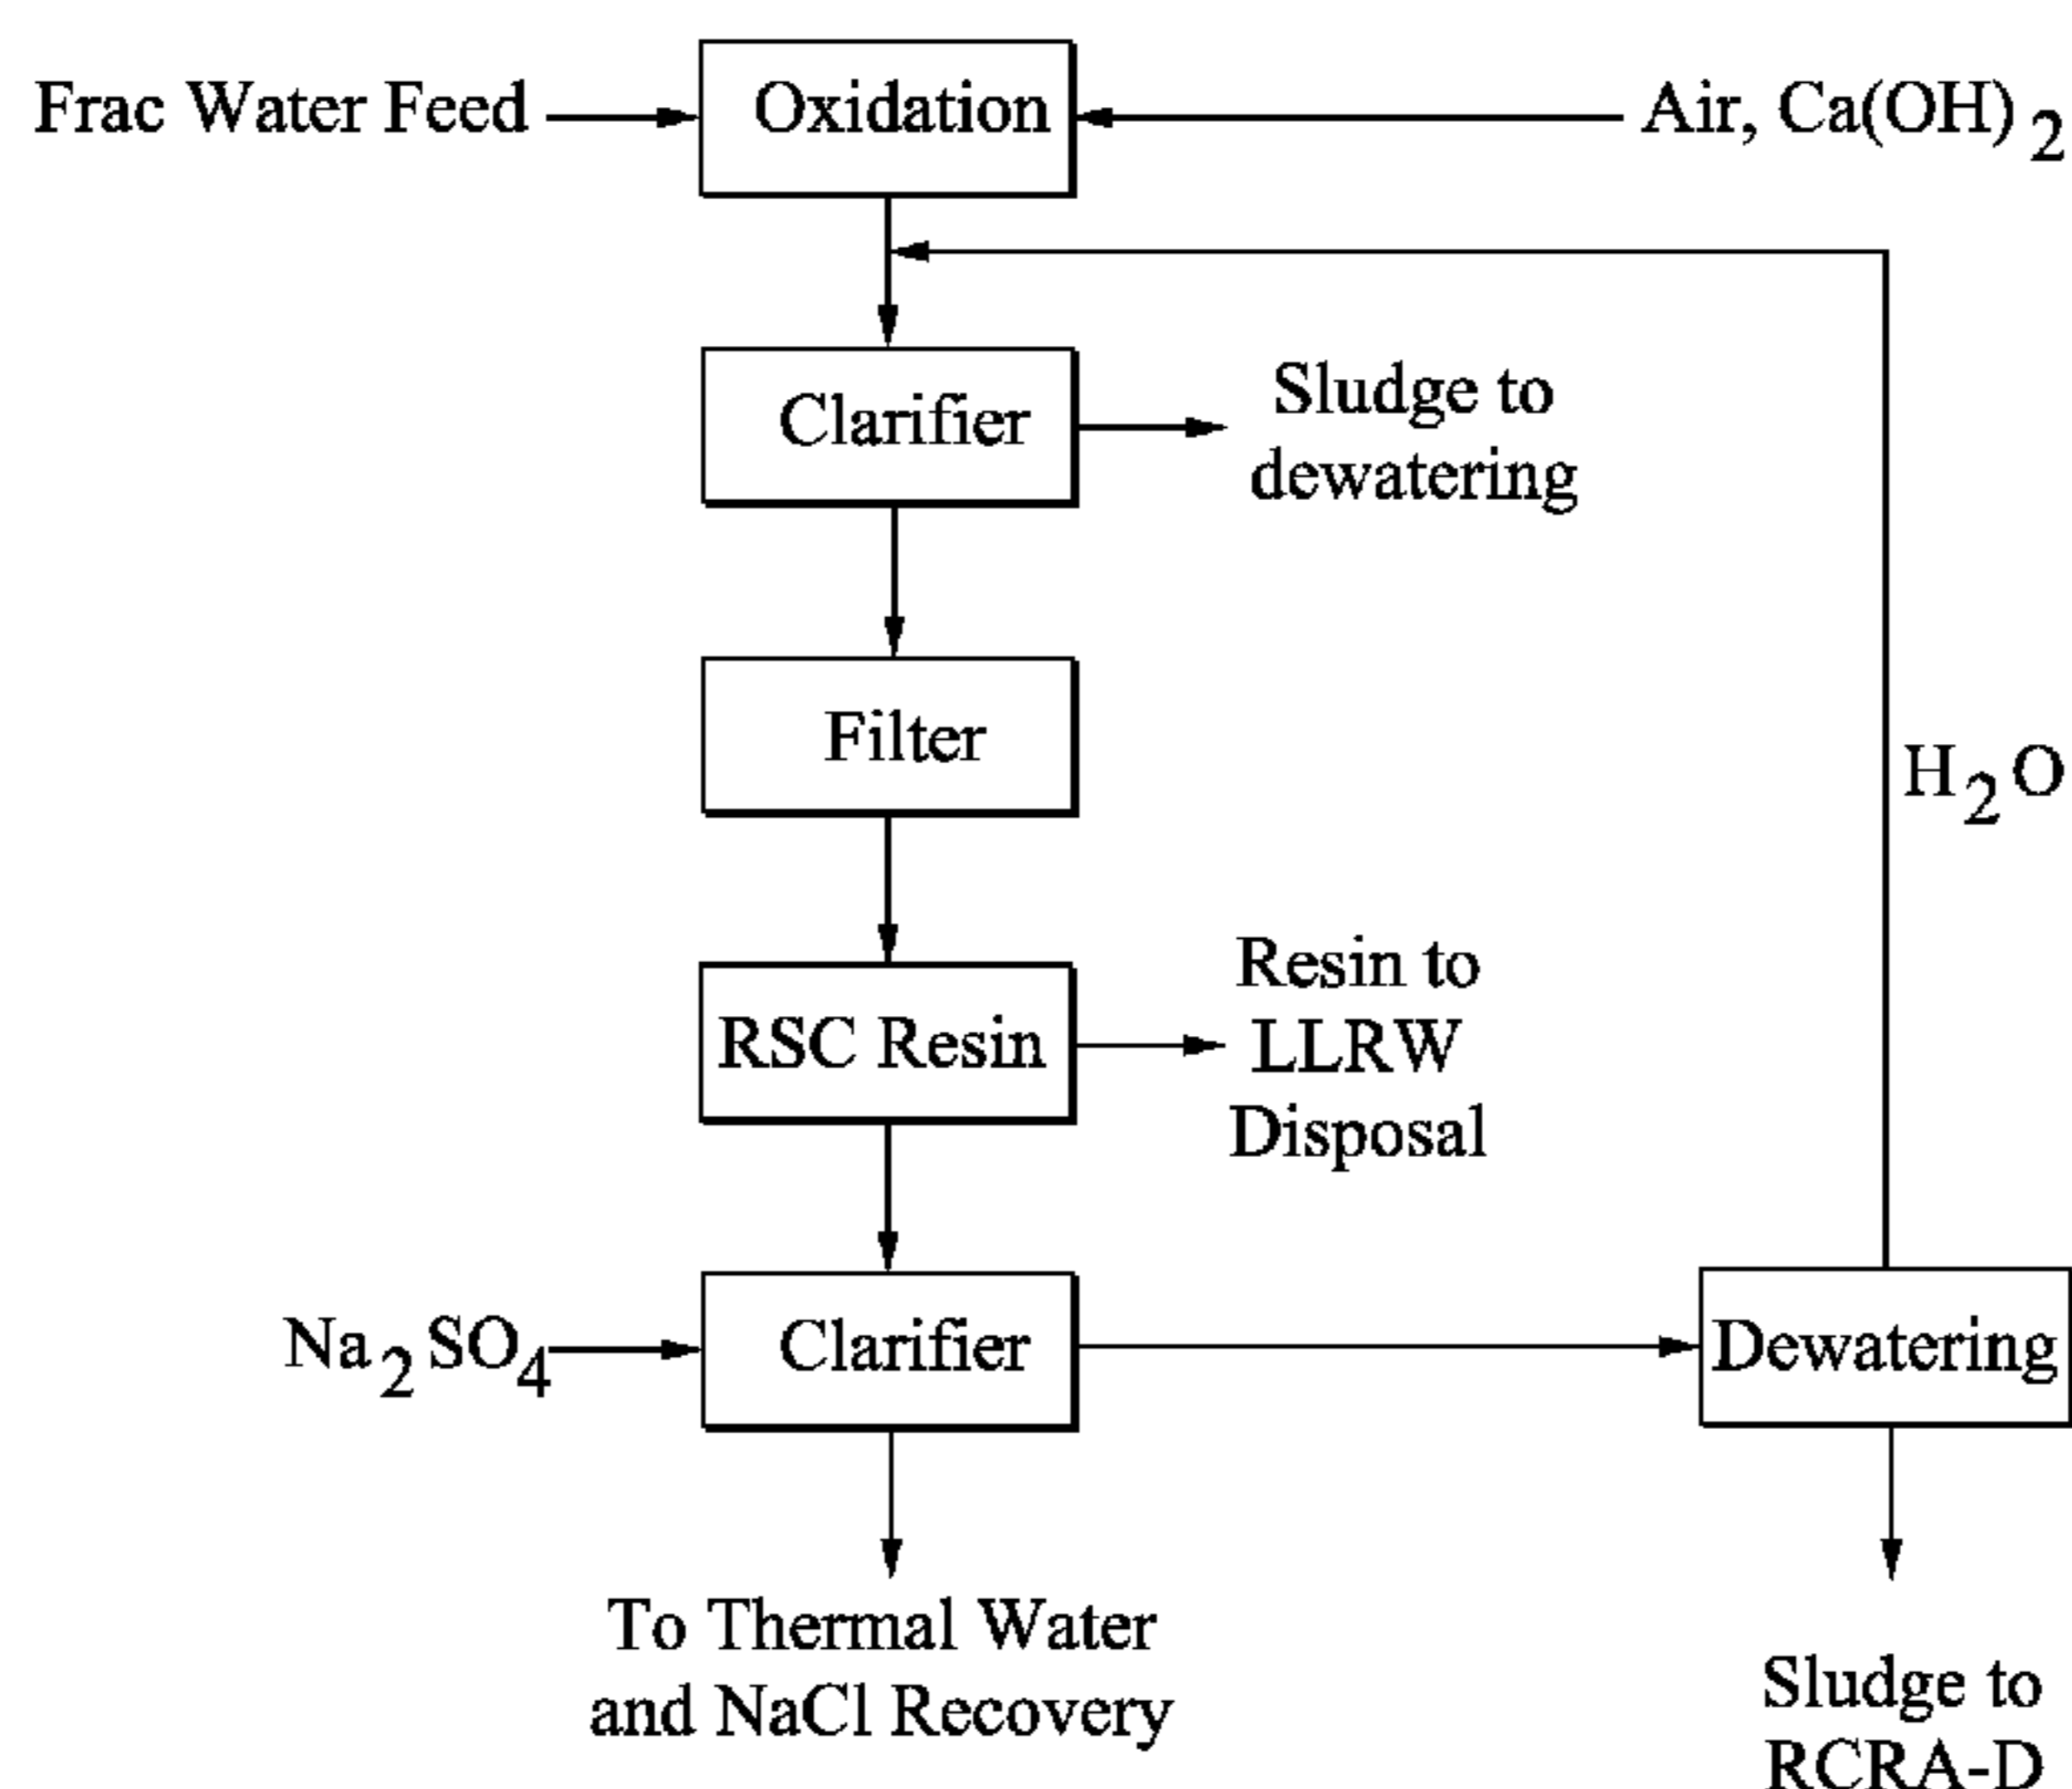 Frac Water Feed
Oxidation
Air, Ca(OH)2
Clarifier
Sludge to
dewatering
Filter
H2O
RSC Resin
Resin to
LLRW
Disposal
Na2SO4
Clarifier
Dewatering
To Thermal Water
and NaCl Recovery
Sludge to
RCRA-D